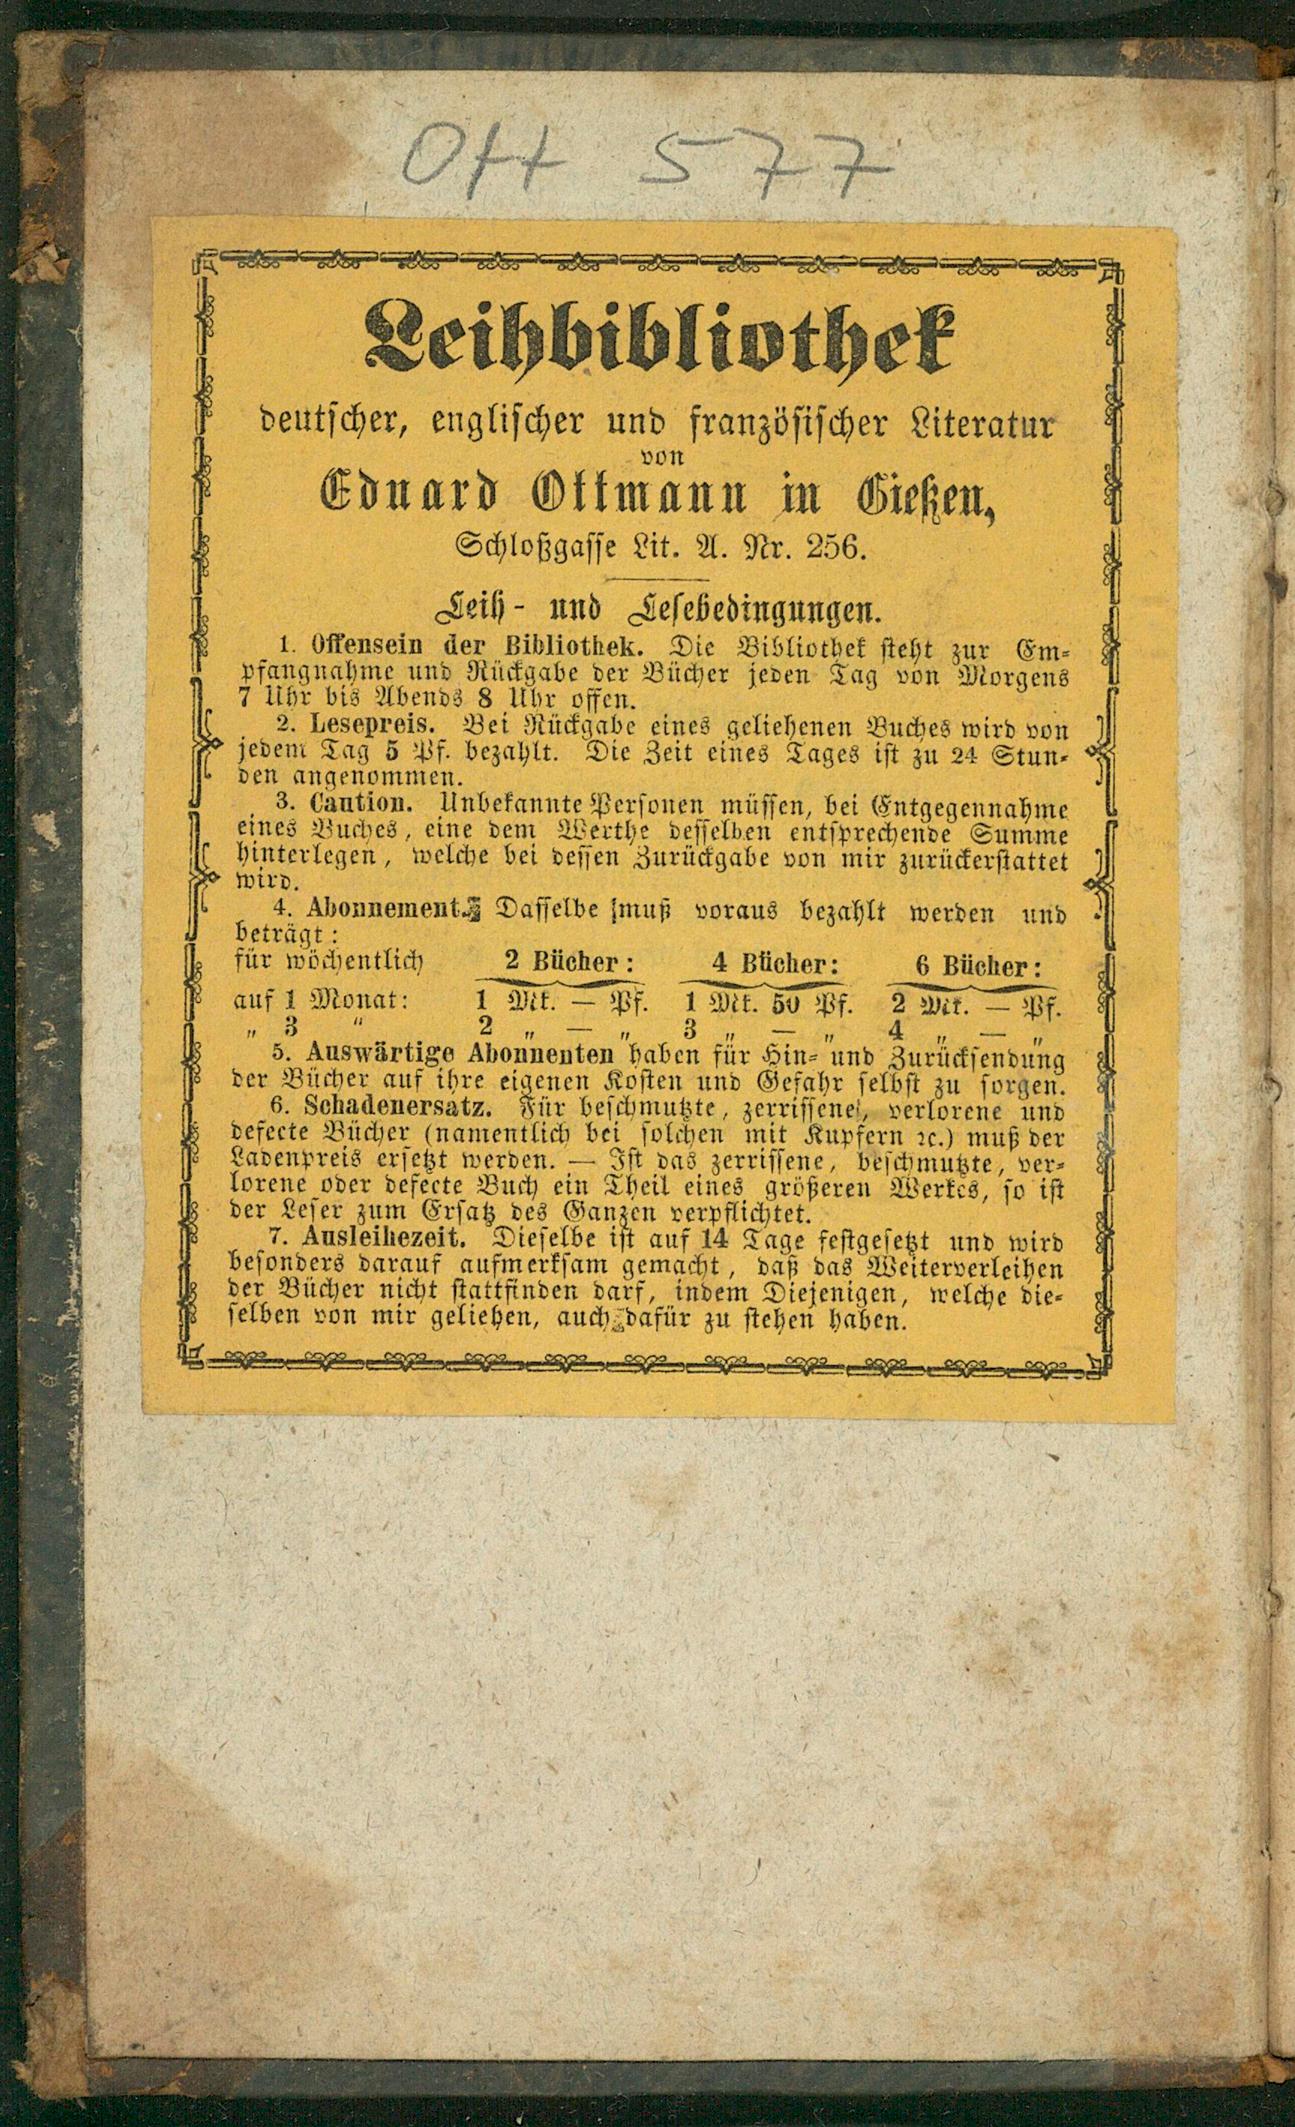 Ott 577
Leihbibliothek
deutscher, englischer und französischer Literatur
von
Eduard Ottmann in Gießen,
Schloßgasse Lit. A. Nr. 256.
Leih- und Lesebedingungen.
1. Offensein der Bibliothek. Die Bibliothek steht zur Em-
pfangnahme und Rückgabe der Bücher jeden Tag von Morgens
7 Uhr bis Abends 8 Uhr offen.
2. Lesepreis. Bei Rückgabe eines geliehenen Buches wird von
jedem Tag 5 Pf. bezahlt. Die Zeit eines Tages ist zu 24 Stun-
den angenommen.
3. Caution. Unbekannte Personen müssen, bei Entgegennahme
eines Buches, eine dem Werthe desselben entsprechende Summe
hinterlegen, welche bei dessen Zurückgabe von mir zurückerstattet
wird.
4. Abonnement. Dasselbe muß voraus bezahlt werden und
beträgt:
für wöchentlich 2 Bücher: 4 Bücher: 6 Bücher:
auf 1 Monat: 1 Mk. — Pf. 1 Mk. 50 Pf. 2 Mk. — Pf.
„ 3 „ 2 „ — „ 3 „ — „ 4 „ — „
5. Auswärtige Abonnenten haben für Hin- und Zurücksendung
der Bücher auf ihre eigenen Kosten und Gefahr selbst zu sorgen.
6. Schadenersatz. Für beschmutzte, zerrissene, verlorene und
defecte Bücher (namentlich bei solchen mit Kupfern ꝛc.) muß der
Ladenpreis ersetzt werden. — Ist das zerrissene, beschmutzte, ver-
lorene oder defecte Buch ein Theil eines größeren Werkes, so ist
der Leser zum Ersatz des Ganzen verpflichtet.
7. Ausleihezeit. Dieselbe ist auf 14 Tage festgesetzt und wird
besonders darauf aufmerksam gemacht, daß das Weiterverleihen
der Bücher nicht stattfinden darf, indem Diejenigen, welche die-
selben von mir geliehen, auch dafür zu stehen haben.